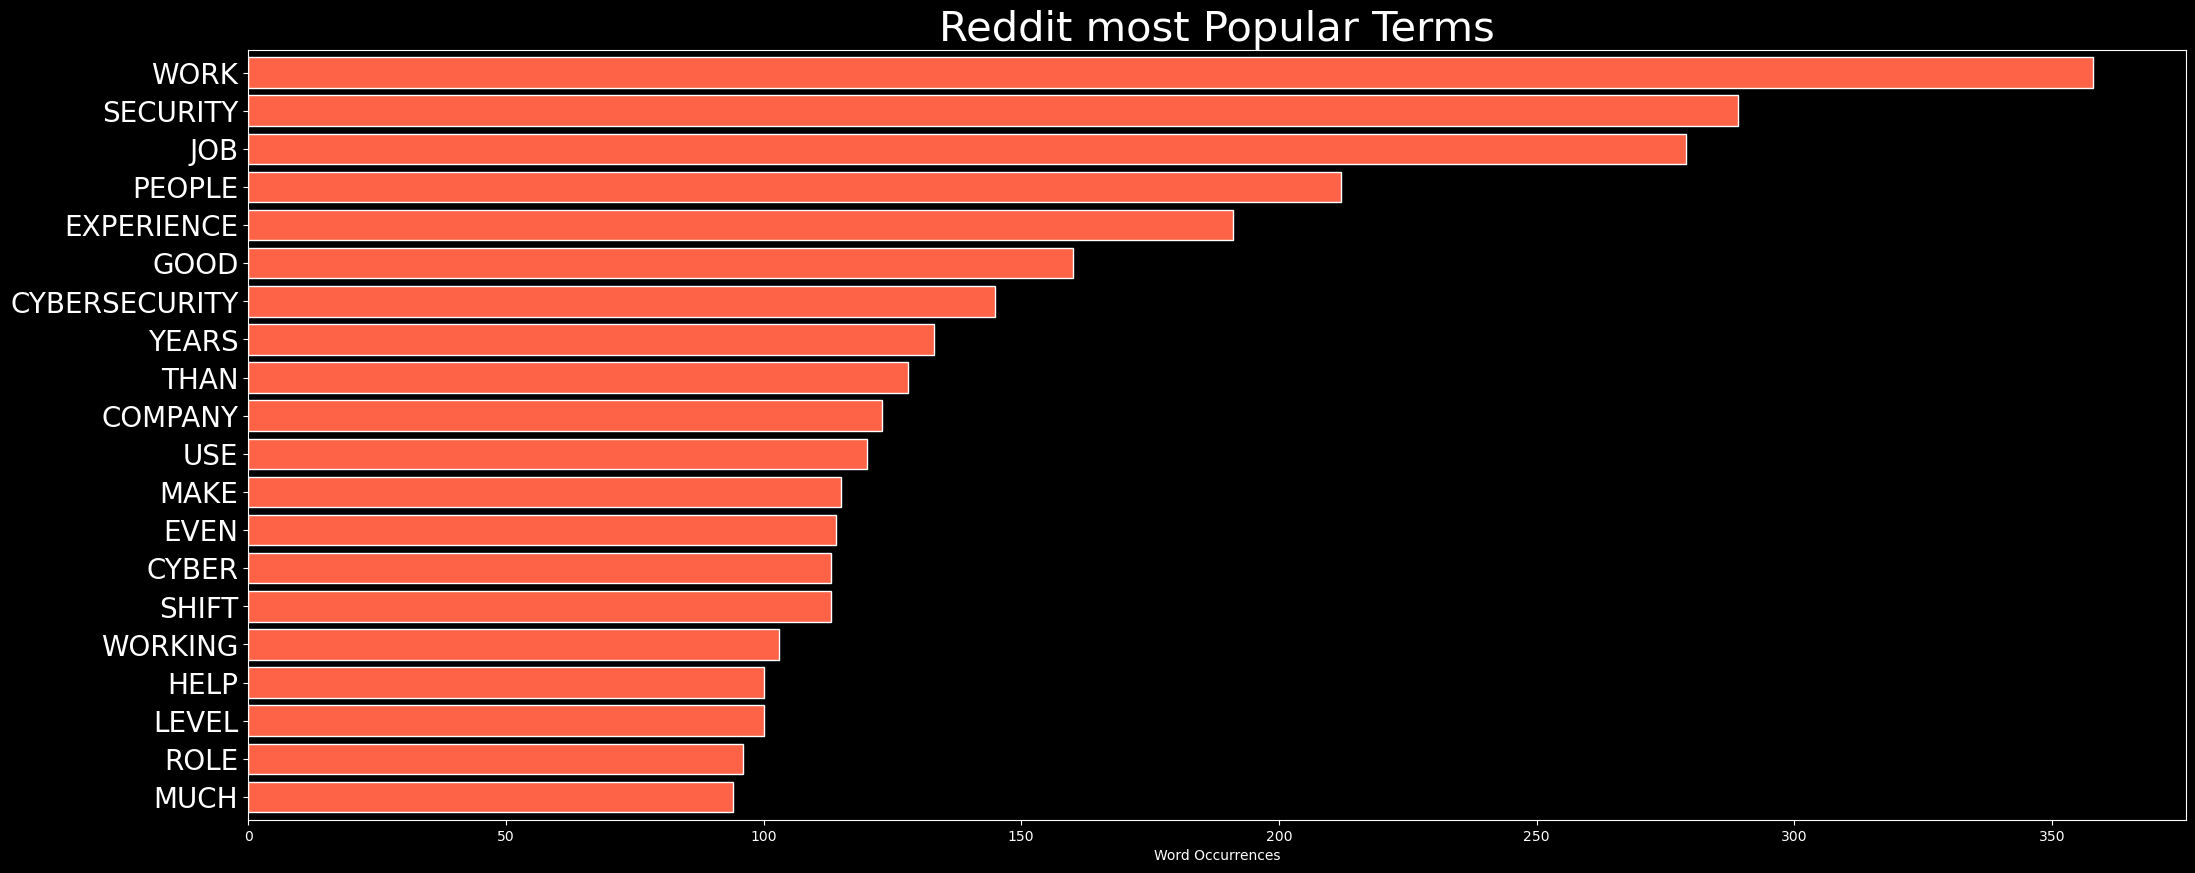 Reddit most Popular Terms
WORK
SECURITY
JOB
PEOPLE
EXPERIENCE
GOOD
CYBERSECURITY
YEARS
THAN
COMPANY
USE
MAKE
EVEN
CYBER
SHIFT
WORKING
HELP
LEVEL
ROLE
MUCH
0 50 100 150 200 250 300 350
Word Occurrences